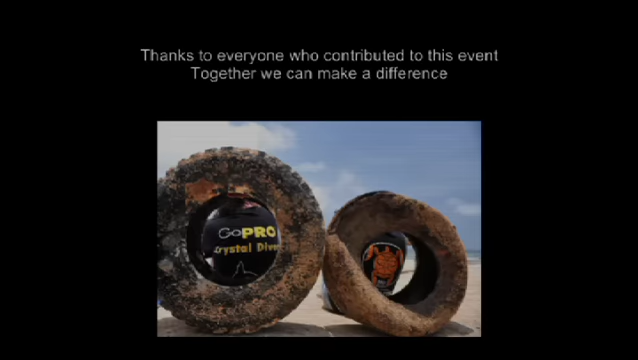 Thanks to everyone who contributed to this event
Together we can make a difference
GoPRO
Crystal Dive